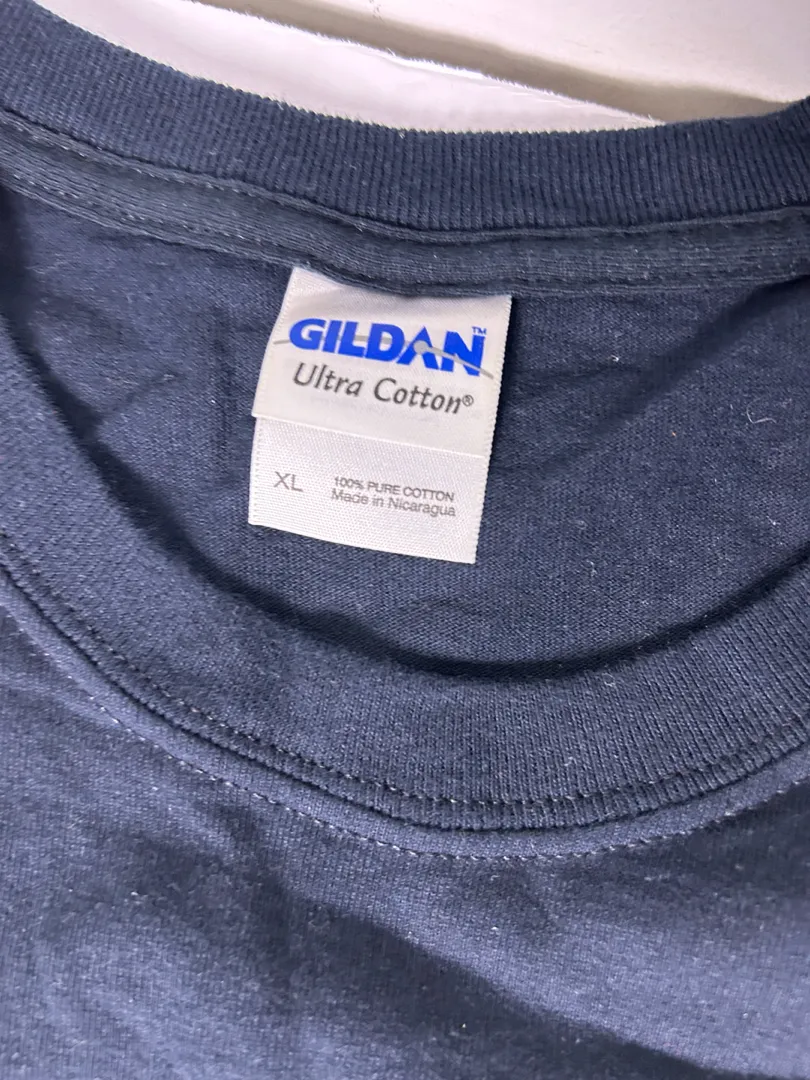 GILDAN™
Ultra Cotton®
XL
100% PURE COTTON
Made in Nicaragua